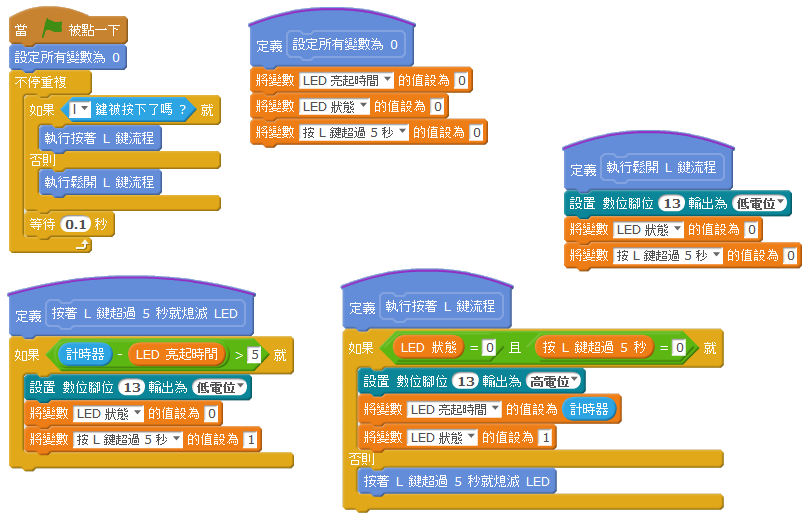 當 被點一下
設定所有變數為 0
不停重複
如果 l 鍵被按下了嗎 ? 就
執行按著 L 鍵流程
否則
執行鬆開 L 鍵流程
等待 0.1 秒
定義 設定所有變數為 0
將變數 LED 亮起時間 的值設為 0
將變數 LED 狀態 的值設為 0
將變數 按 L 鍵超過 5 秒 的值設為 0
定義 執行鬆開 L 鍵流程
設置 數位腳位 13 輸出為 低電位
將變數 LED 狀態 的值設為 0
將變數 按 L 鍵超過 5 秒 的值設為 0
定義 按著 L 鍵超過 5 秒就熄滅 LED
如果 計時器 - LED 亮起時間 > 5 就
設置 數位腳位 13 輸出為 低電位
將變數 LED 狀態 的值設為 0
將變數 按 L 鍵超過 5 秒 的值設為 1
定義 執行按著 L 鍵流程
如果 LED 狀態 = 0 且 按 L 鍵超過 5 秒 = 0 就
設置 數位腳位 13 輸出為 高電位
將變數 LED 亮起時間 的值設為 計時器
將變數 LED 狀態 的值設為 1
否則
按著 L 鍵超過 5 秒就熄滅 LED